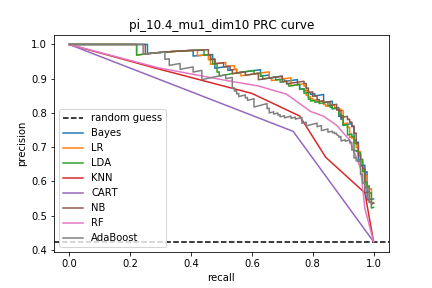 pi_10.4_mu1_dim10 PRC curve
precision
1.0
0.9
0.8
0.7
0.6
0.5
0.4
random guess
Bayes
LR
LDA
KNN
CART
NB
RF
AdaBoost
0.0 0.2 0.4 0.6 0.8 1.0
recall